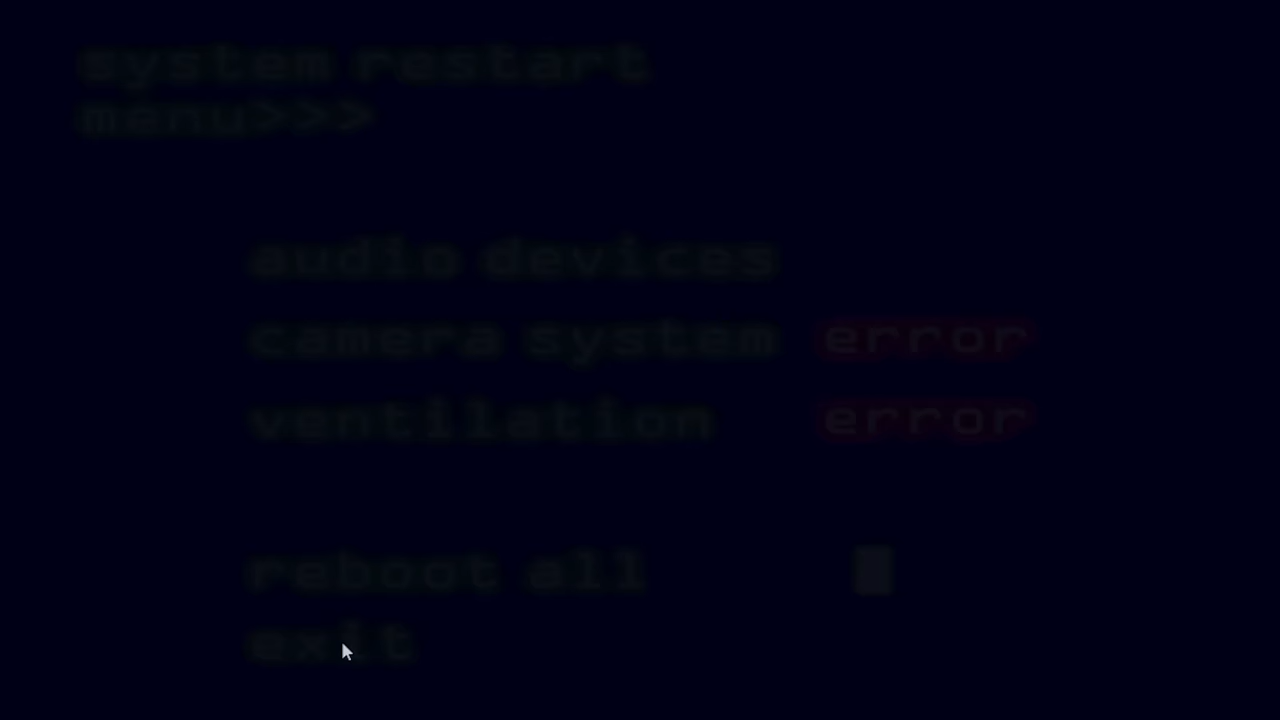 system restart
menu>>>
audio devices
camera system error
ventilation error
reboot all
exit